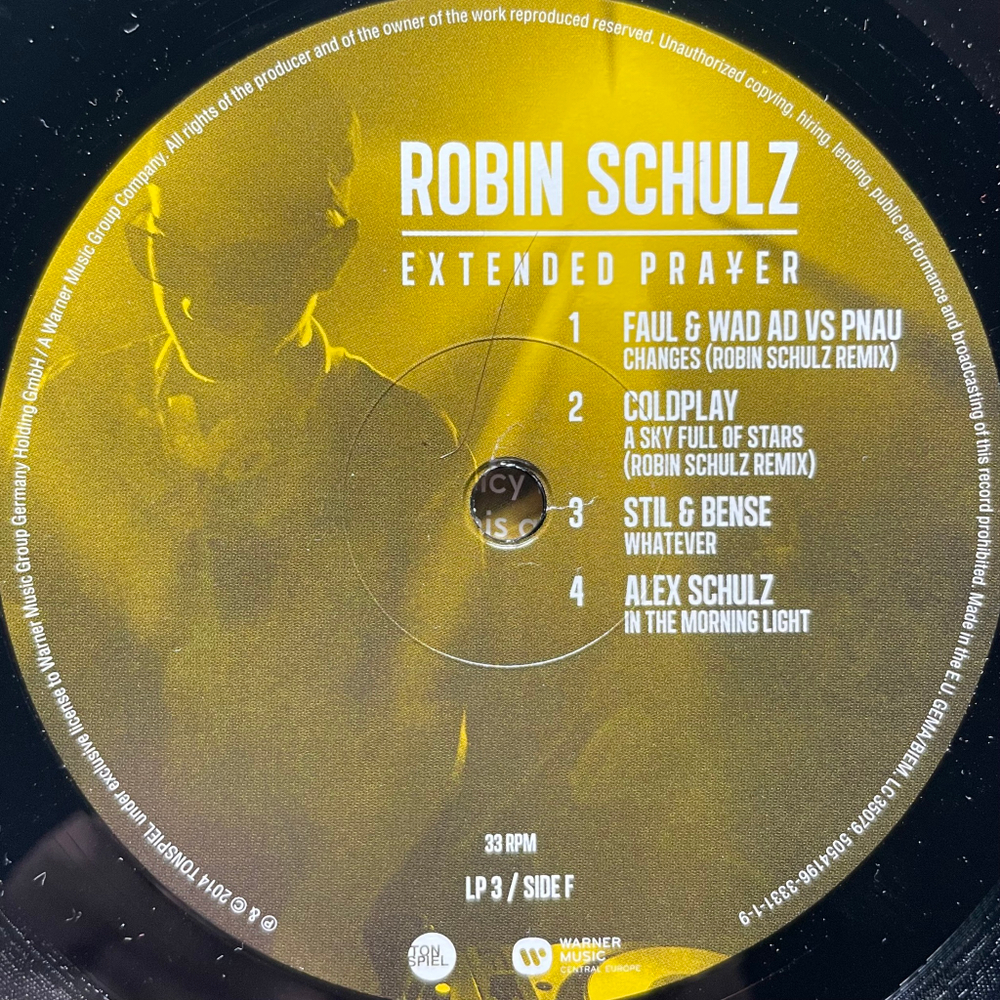 ROBIN SCHULZ
EXTENDED PRAYER
1 FAUL & WAD AD VS PNAU
CHANGES (ROBIN SCHULZ REMIX)
2 COLDPLAY
A SKY FULL OF STARS
(ROBIN SCHULZ REMIX)
3 STIL & BENSE
WHATEVER
4 ALEX SCHULZ
IN THE MORNING LIGHT
33 RPM
LP 3 / SIDE F
TON
SPIEL
WARNER
MUSIC
CENTRAL EUROPE
℗ & © 2014 TONSPIEL under exclusive license to Warner Music Group Germany Holding GmbH / A Warner Music Group Company. All rights of the producer and of the owner of the work reproduced reserved. Unauthorized copying, hiring, lending, public performance and broadcasting of this record prohibited. Made in the E.U. GEMA/BIEM. LC 35079. 5054196-3331-1-9